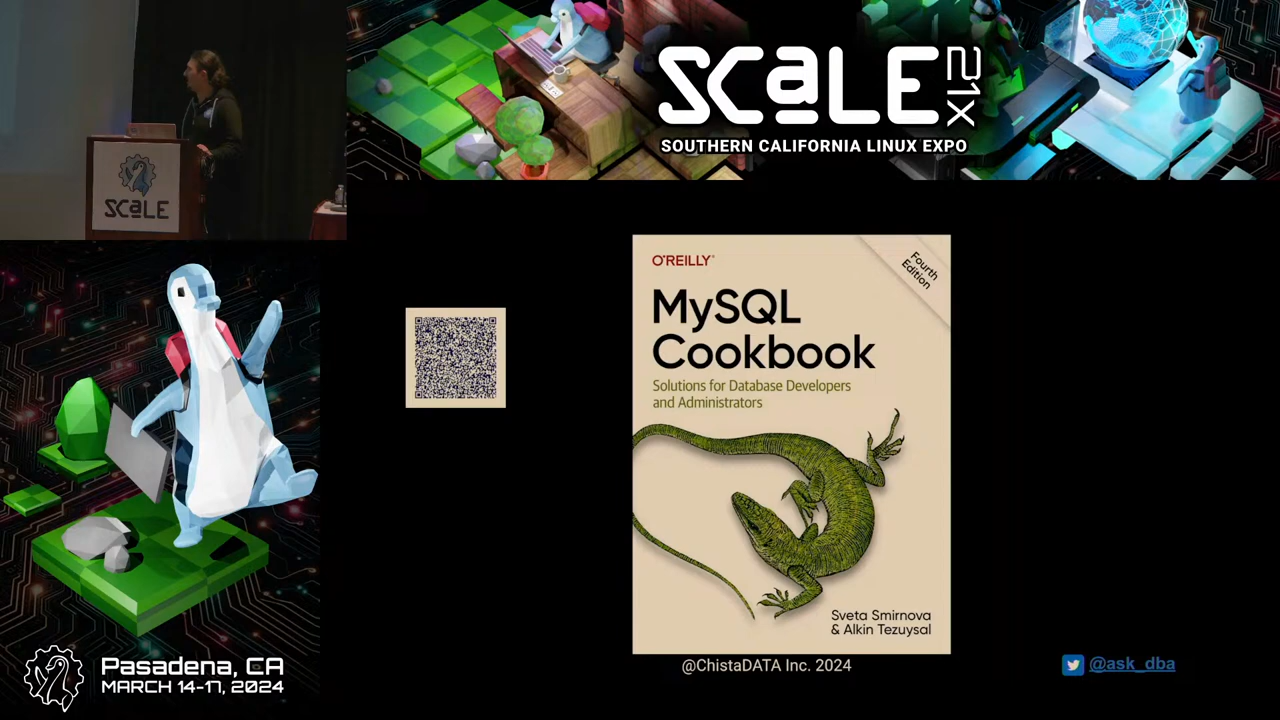 SCaLE
SCaLE 21x
SOUTHERN CALIFORNIA LINUX EXPO
O'REILLY®
Fourth
Edition
MySQL
Cookbook
Solutions for Database Developers
and Administrators
Sveta Smirnova
& Alkin Tezuysal
@ChistaDATA Inc. 2024
@ask_dba
Pasadena, CA
MARCH 14-17, 2024